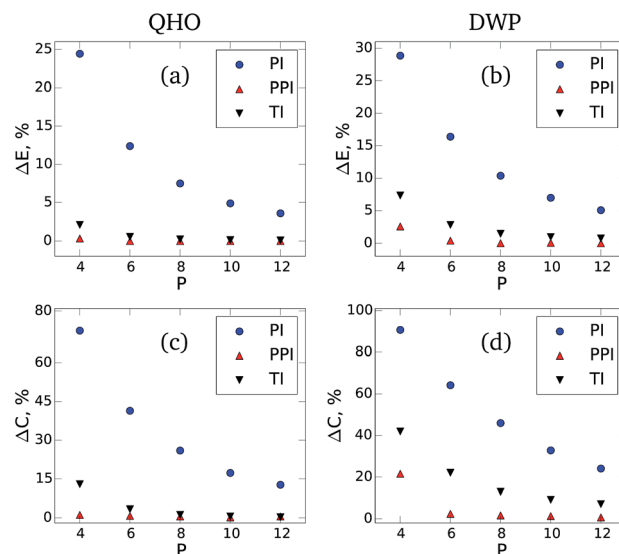 QHO
DWP
25
20
15
10
5
0
ΔE, %
(a)
PI
PPI
TI
4 6 8 10 12
P
30
25
20
15
10
5
0
ΔE, %
(b)
PI
PPI
TI
4 6 8 10 12
P
80
60
45
30
15
0
ΔC, %
(c)
PI
PPI
TI
4 6 8 10 12
P
100
80
60
40
20
0
ΔC, %
(d)
PI
PPI
TI
4 6 8 10 12
P